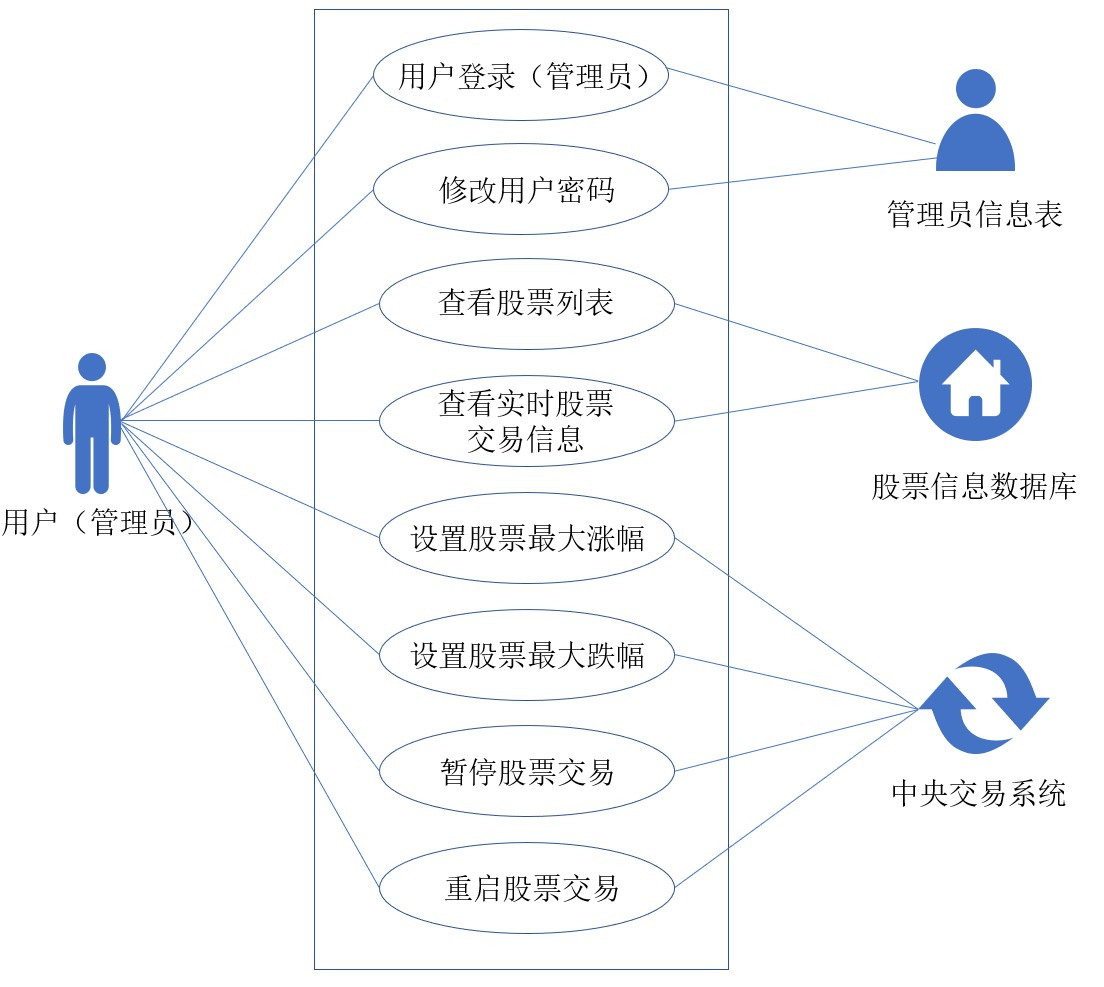 用户登录（管理员）
修改用户密码
管理员信息表
查看股票列表
查看实时股票
交易信息
股票信息数据库
用户（管理员）
设置股票最大涨幅
设置股票最大跌幅
暂停股票交易
中央交易系统
重启股票交易